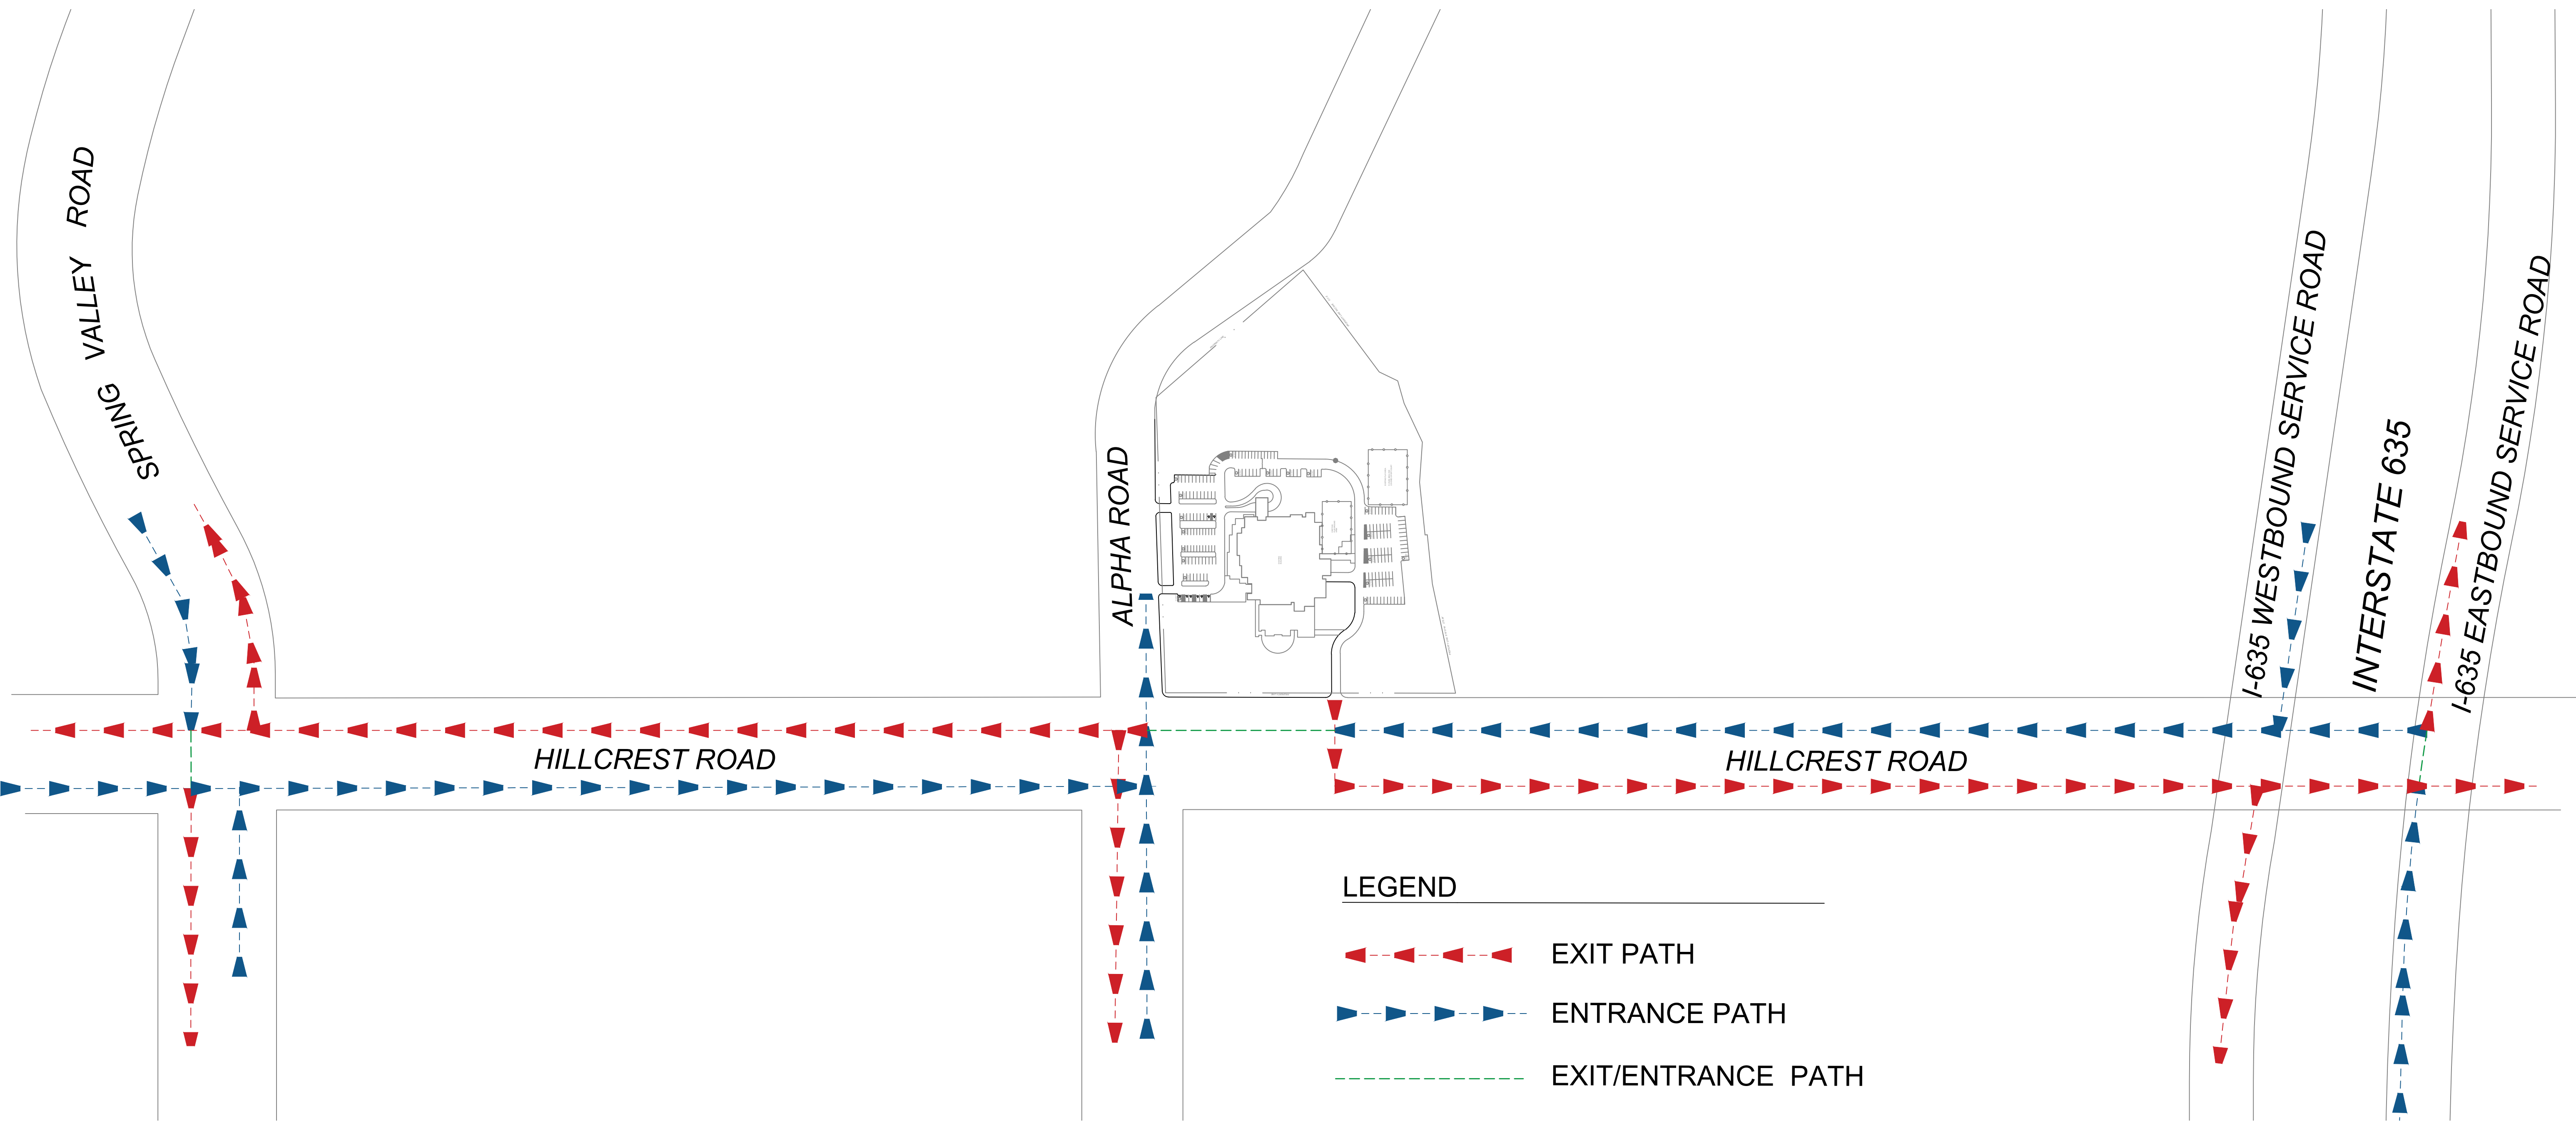 SPRING VALLEY ROAD
ALPHA ROAD
I-635 WESTBOUND SERVICE ROAD
INTERSTATE 635
I-635 EASTBOUND SERVICE ROAD
HILLCREST ROAD
HILLCREST ROAD
LEGEND
EXIT PATH
ENTRANCE PATH
EXIT/ENTRANCE PATH